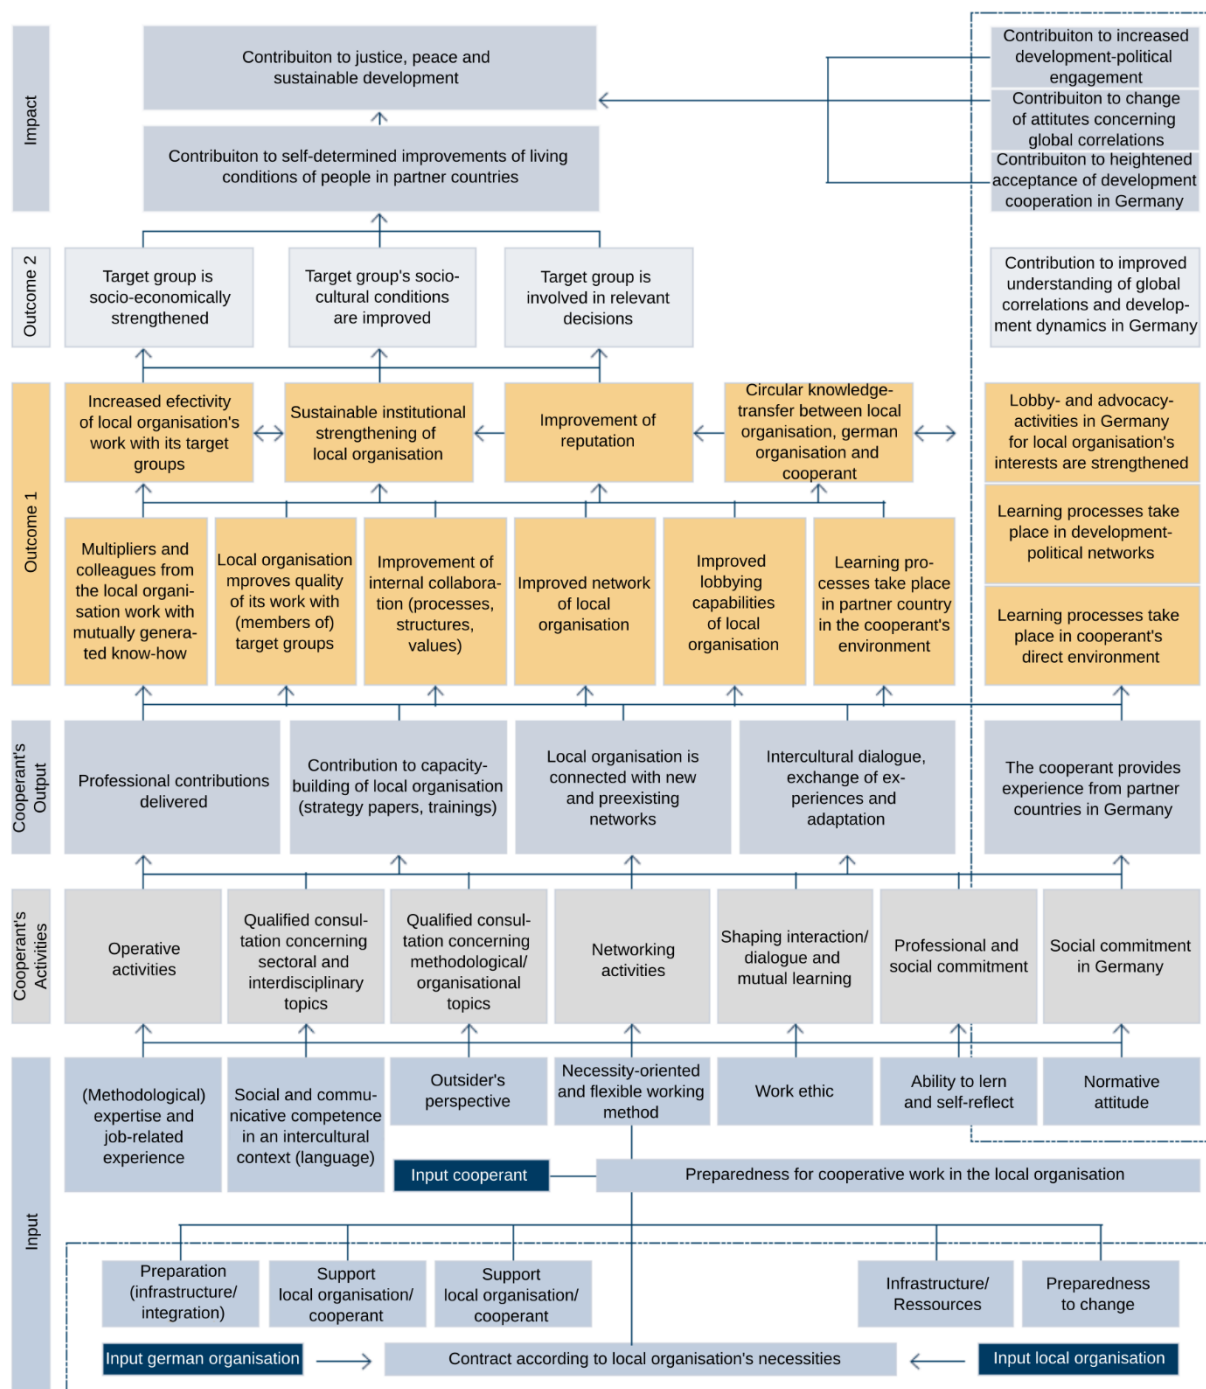 Impact
Contribuiton to justice, peace and
sustainable development
Contribuiton to increased
development-political
engagement
Contribuiton to change
of attitutes concerning
global correlations
Contribuiton to heightened
acceptance of development
cooperation in Germany
Contribuiton to self-determined improvements of living
conditions of people in partner countries
Outcome 2
Target group is
socio-economically
strengthened
Target group's socio-
cultural conditions
are improved
Target group is
involved in relevant
decisions
Contribution to improved
understanding of global
correlations and develop-
ment dynamics in Germany
Outcome 1
Increased efectivity
of local organisation's
work with its target
groups
Sustainable institutional
strengthening of
local organisation
Improvement of
reputation
Circular knowledge-
transfer between local
organisation, german
organisation and
cooperant
Lobby- and advocacy-
activities in Germany
for local organisation's
interests are strengthened
Multipliers and
colleagues from
the local organi-
sation work with
mutually genera-
ted know-how
Local organisation
mproves quality
of its work with
(members of)
target groups
Improvement of
internal collabora-
tion (processes,
structures,
values)
Improved network
of local
organisation
Improved
lobbying
capabilities
of local
organisation
Learning pro-
cesses take place
in partner country
in the cooperant's
environment
Learning processes take
place in development-
political networks
Learning processes take
place in cooperant's
direct environment
Cooperant's
Output
Professional contributions
delivered
Contribution to capacity-
building of local organisation
(strategy papers, trainings)
Local organisation is
connected with new
and preexisting
networks
Intercultural dialogue,
exchange of ex-
periences and
adaptation
The cooperant provides
experience from partner
countries in Germany
Cooperant's
Activities
Operative
activities
Qualified consul-
tation concerning
sectoral and
interdisciplinary
topics
Qualified consul-
tation concerning
methodological/
organisational
topics
Networking
activities
Shaping interaction/
dialogue and
mutual learning
Professional and
social commitment
Social commitment
in Germany
Input
(Methodological)
expertise and
job-related
experience
Social and commu-
nicative competence
in an intercultural
context (language)
Outsider's
perspective
Necessity-oriented
and flexible working
method
Work ethic
Ability to lern
and self-reflect
Normative
attitude
Input cooperant
Preparedness for cooperative work in the local organisation
Preparation
(infrastructure/
integration)
Support
local organisation/
cooperant
Support
local organisation/
cooperant
Infrastructure/
Ressources
Preparedness
to change
Input german organisation
Contract according to local organisation's necessities
Input local organisation